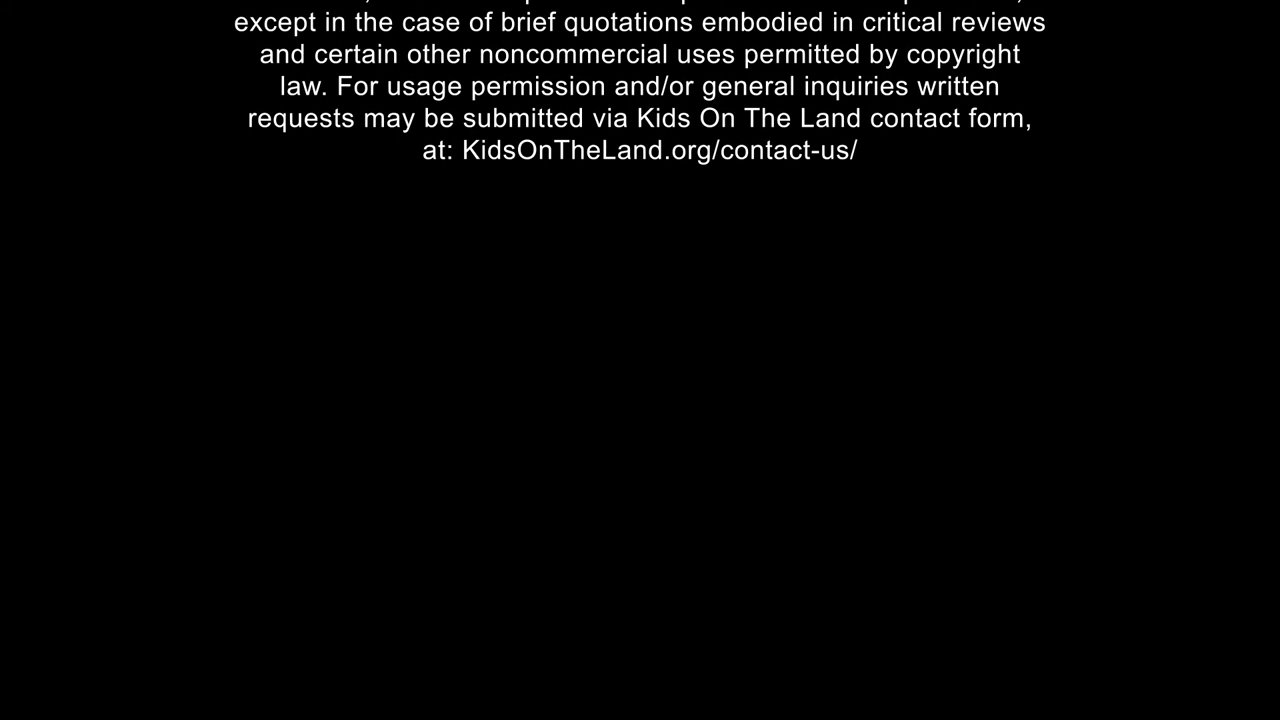 except in the case of brief quotations embodied in critical reviews
and certain other noncommercial uses permitted by copyright
law. For usage permission and/or general inquiries written
requests may be submitted via Kids On The Land contact form,
at: KidsOnTheLand.org/contact-us/